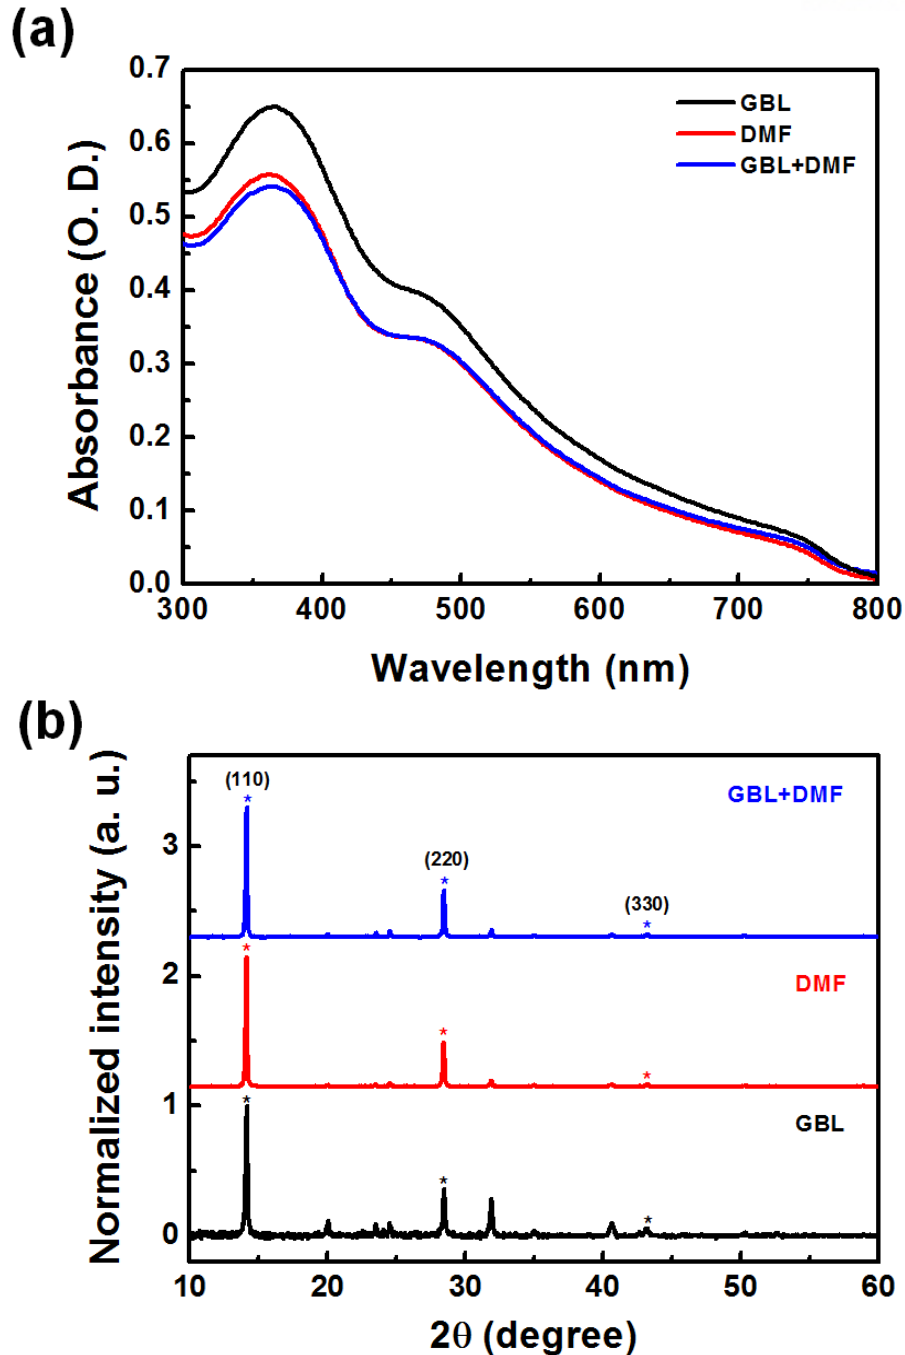 (a)
0.7
0.6
0.5
0.4
0.3
0.2
0.1
0.0
Absorbance (O. D.)
GBL
DMF
GBL+DMF
300 400 500 600 700 800
Wavelength (nm)
(b)
Normalized intensity (a. u.)
3
2
1
0
(110)
*
(220)
*
(330)
*
GBL+DMF
*
*
*
DMF
*
*
*
GBL
10 20 30 40 50 60
2θ (degree)